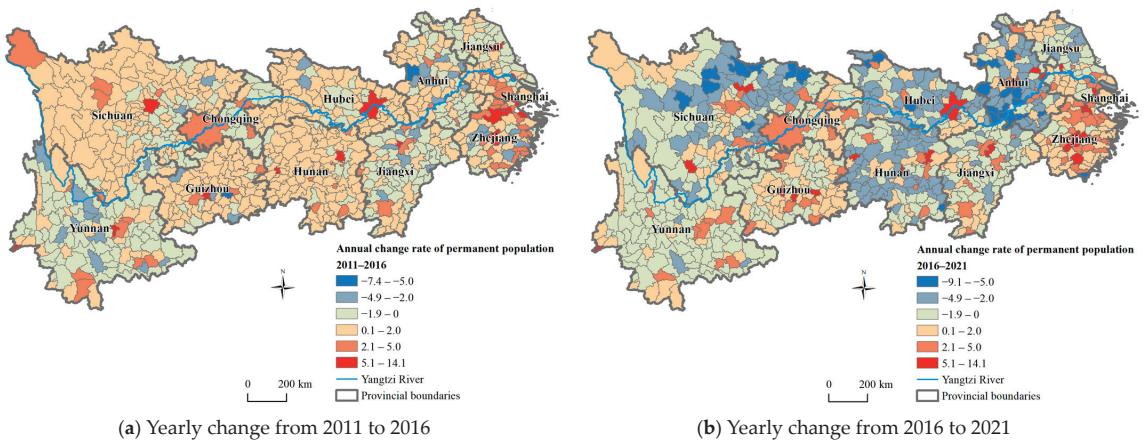 Jiangsu
Anhui
Shanghai
Hubei
Sichuan
Chongqing
Zhejiang
Hunan
Jiangxi
Guizhou
Yunnan
Annual change rate of permanent population
2011–2016
−7.4 – −5.0
−4.9 – −2.0
−1.9 – 0
0.1 – 2.0
2.1 – 5.0
5.1 – 14.1
Yangtzi River
Provincial boundaries
N
0 200 km
(a) Yearly change from 2011 to 2016
Jiangsu
Anhui
Shanghai
Hubei
Sichuan
Chongqing
Zhejiang
Hunan
Jiangxi
Guizhou
Yunnan
Annual change rate of permanent population
2016–2021
−9.1 – −5.0
−4.9 – −2.0
−1.9 – 0
0.1 – 2.0
2.1 – 5.0
5.1 – 14.1
Yangtzi River
Provincial boundaries
N
0 200 km
(b) Yearly change from 2016 to 2021